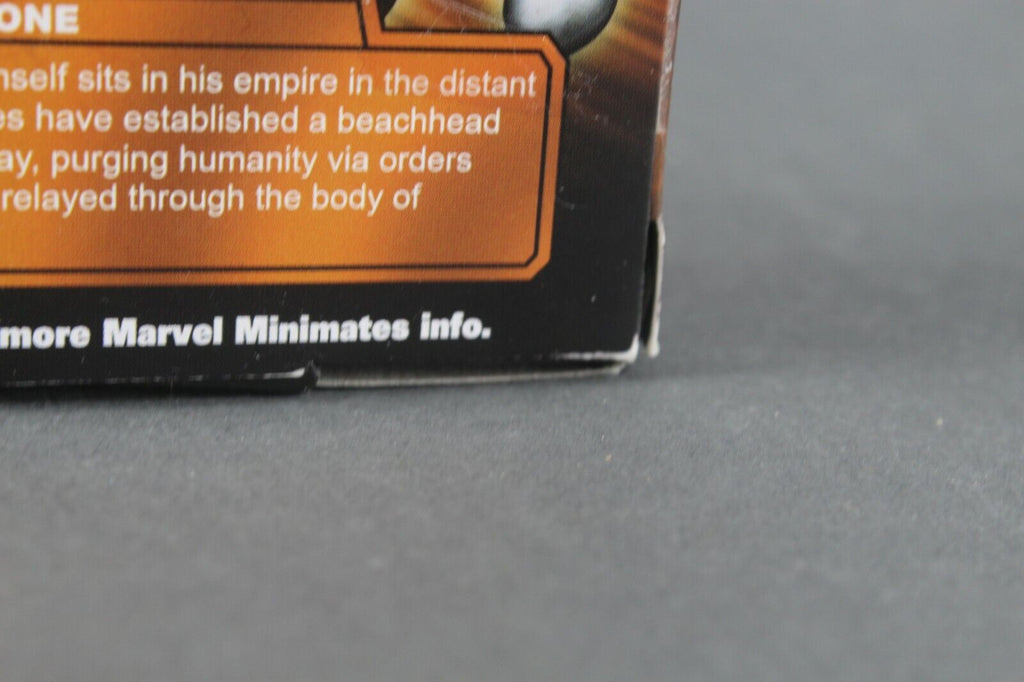 ONE
nself sits in his empire in the distant
es have established a beachhead
ay, purging humanity via orders
relayed through the body of
more Marvel Minimates info.